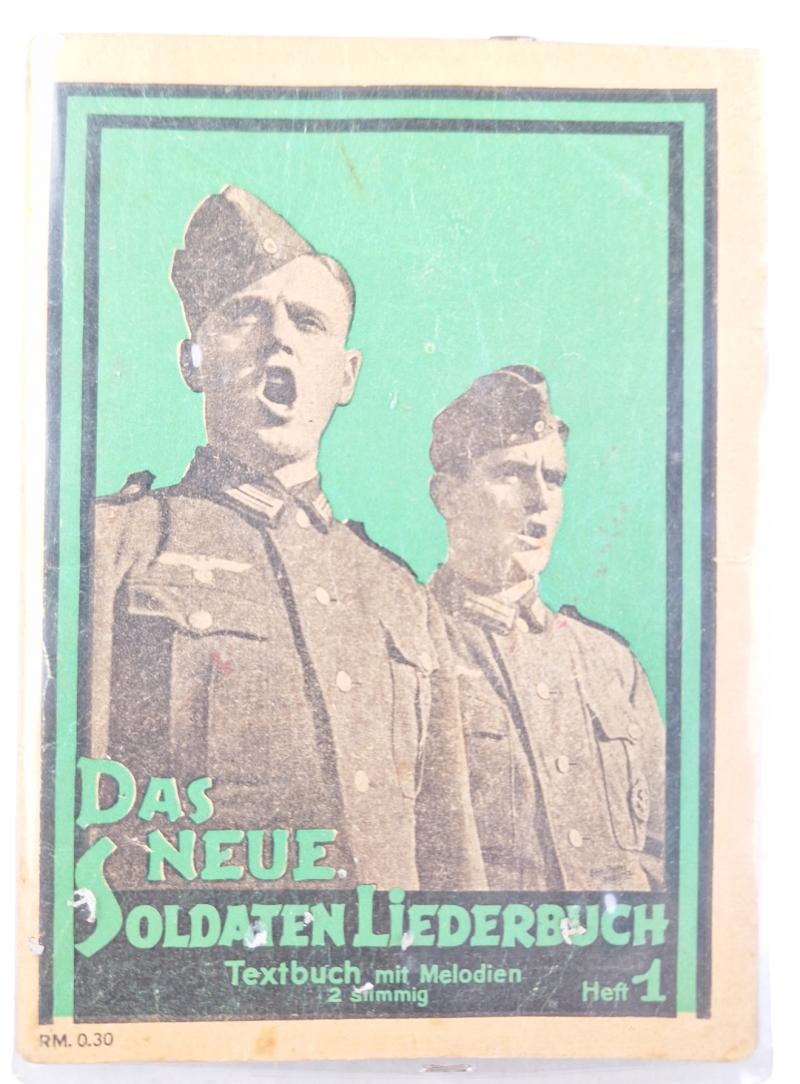 DAS
NEUE
SOLDATEN LiEDERBUCH
Textbuch mit Melodien
2 stimmig
Heft 1
RM. 0.30